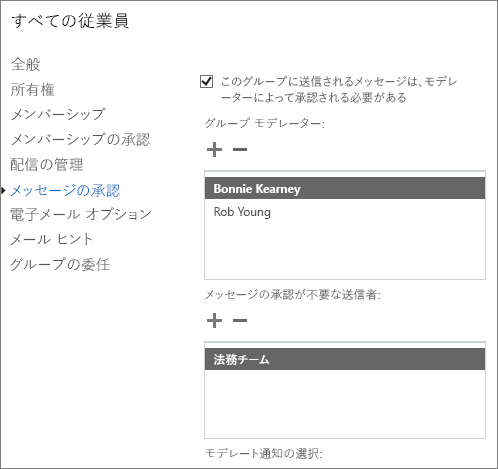 すべての従業員
全般
所有権
メンバーシップ
メンバーシップの承認
配信の管理
メッセージの承認
電子メール オプション
メール ヒント
グループの委任
このグループに送信されるメッセージは、モデレ
ーターによって承認される必要がある
グループ モデレーター:
Bonnie Kearney
Rob Young
メッセージの承認が不要な送信者:
法務チーム
モデレート通知の選択: